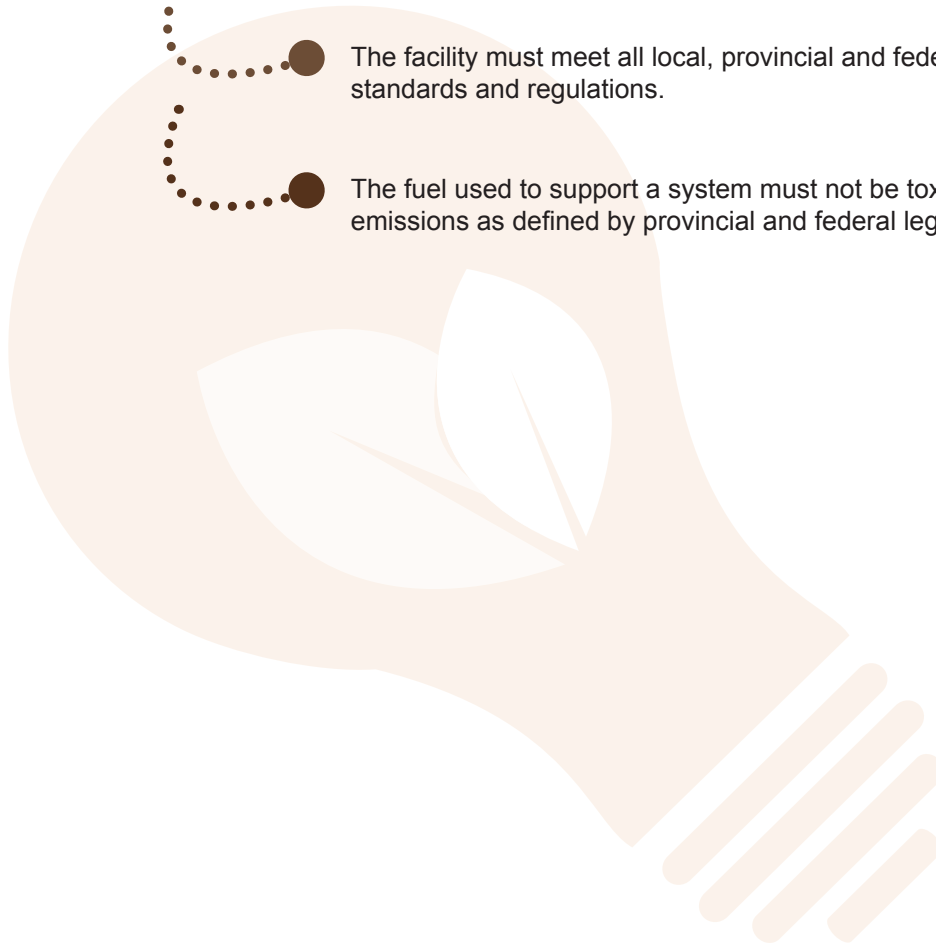 The facility must meet all local, provincial and fede
standards and regulations.
The fuel used to support a system must not be tox
emissions as defined by provincial and federal leg